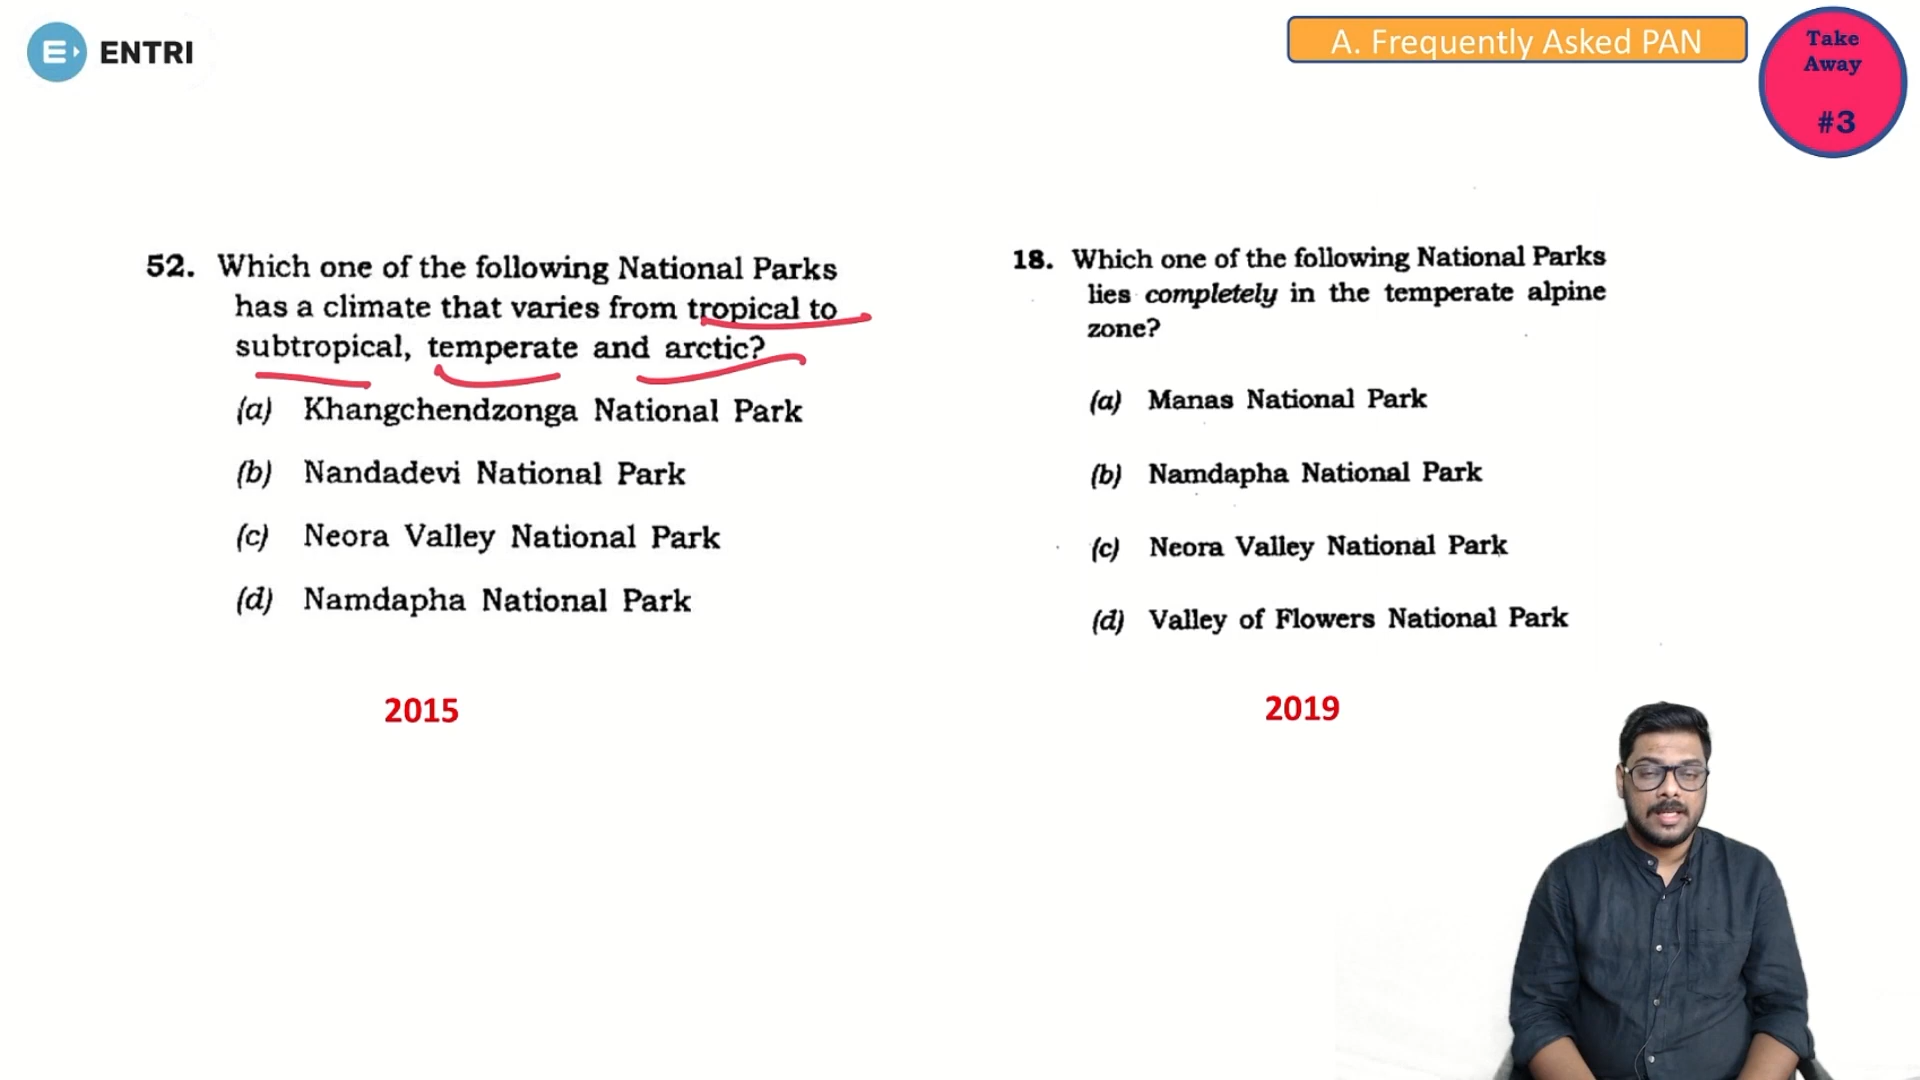 ENTRI
A. Frequently Asked PAN
Take
Away
#3
52. Which one of the following National Parks
has a climate that varies from tropical to
subtropical, temperate and arctic?
(a) Khangchendzonga National Park
(b) Nandadevi National Park
(c) Neora Valley National Park
(d) Namdapha National Park
2015
18. Which one of the following National Parks
lies completely in the temperate alpine
zone?
(a) Manas National Park
(b) Namdapha National Park
(c) Neora Valley National Park
(d) Valley of Flowers National Park
2019